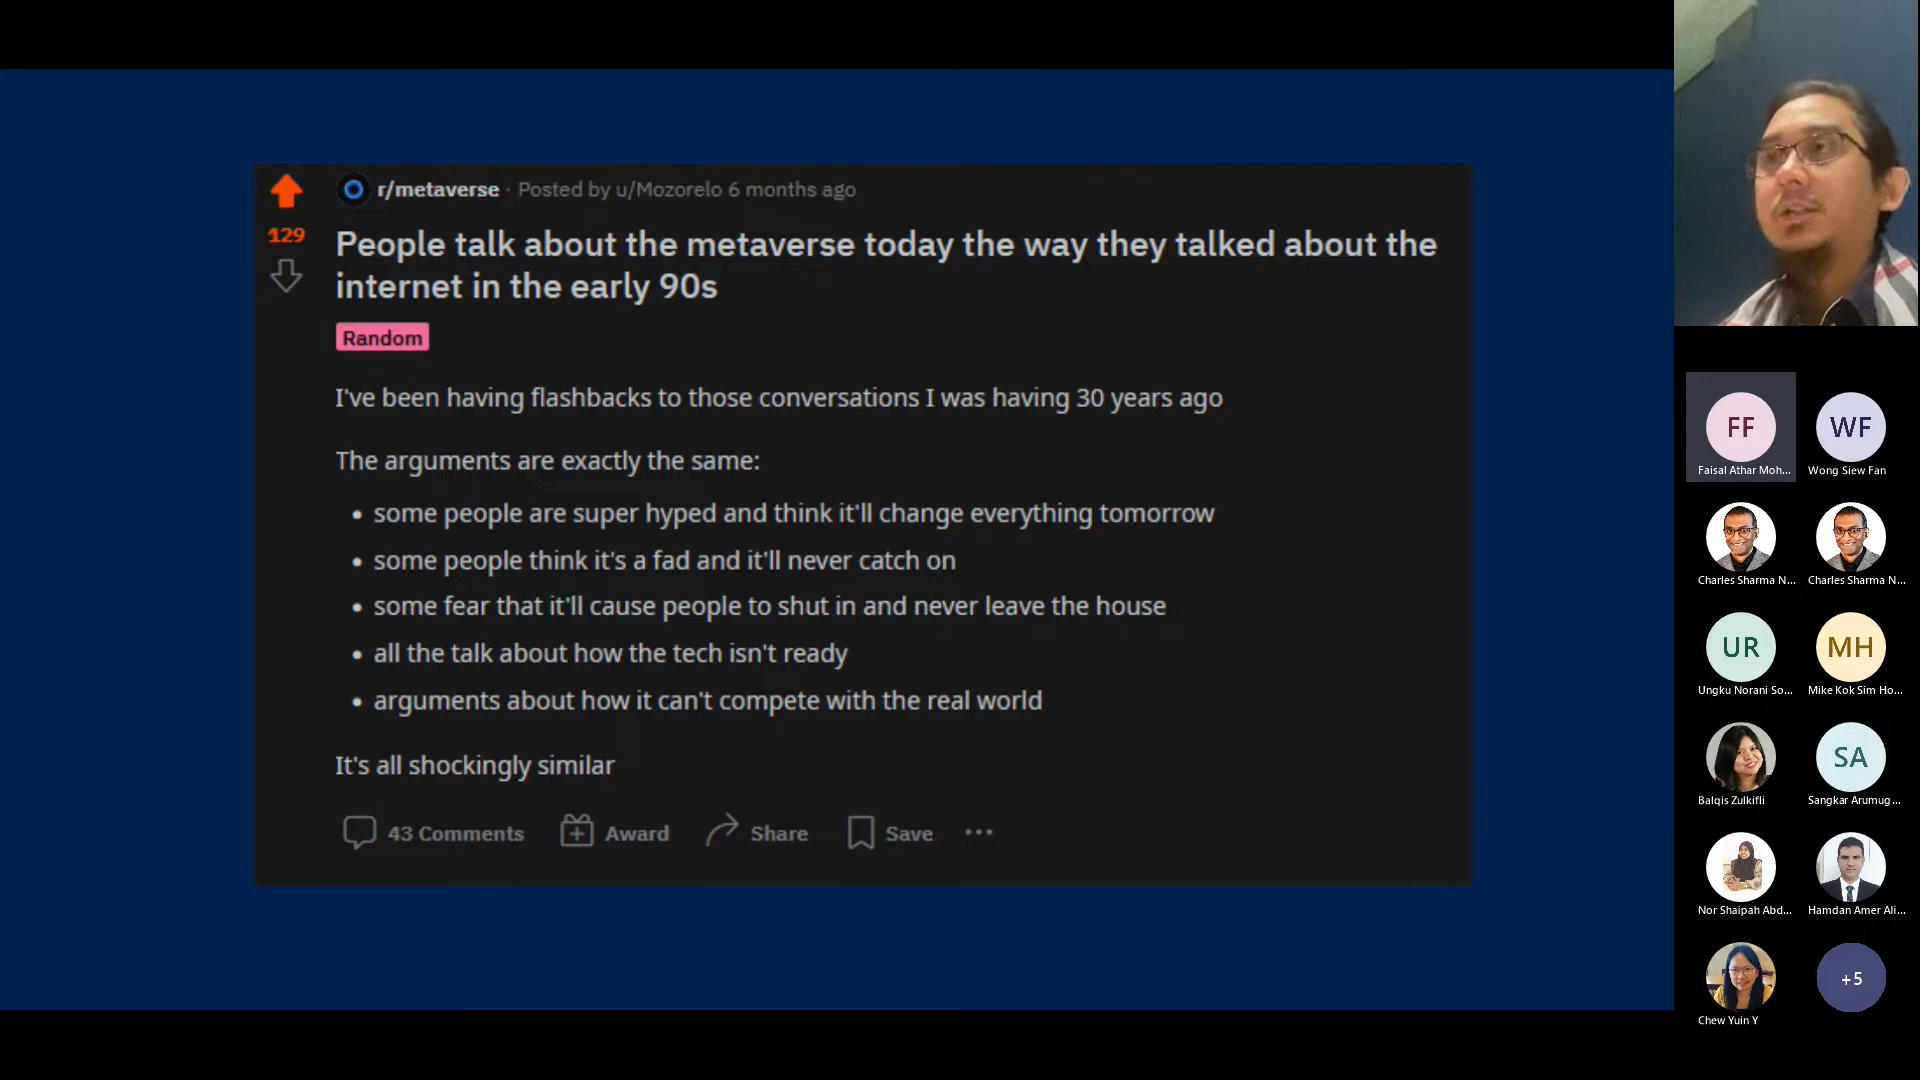 r/metaverse · Posted by u/Mozorelo 6 months ago
129
People talk about the metaverse today the way they talked about the
internet in the early 90s
Random
I've been having flashbacks to those conversations I was having 30 years ago
The arguments are exactly the same:
• some people are super hyped and think it'll change everything tomorrow
• some people think it's a fad and it'll never catch on
• some fear that it'll cause people to shut in and never leave the house
• all the talk about how the tech isn't ready
• arguments about how it can't compete with the real world
It's all shockingly similar
43 Comments Award Share Save ···
FF WF
Faisal Athar Moh... Wong Siew Fan
Charles Sharma N... Charles Sharma N...
UR MH
Ungku Norani So... Mike Kok Sim Ho...
SA
Balqis Zulkifli Sangkar Arumug...
Nor Shaipah Abd... Hamdan Amer Ali...
+5
Chew Yuin Y